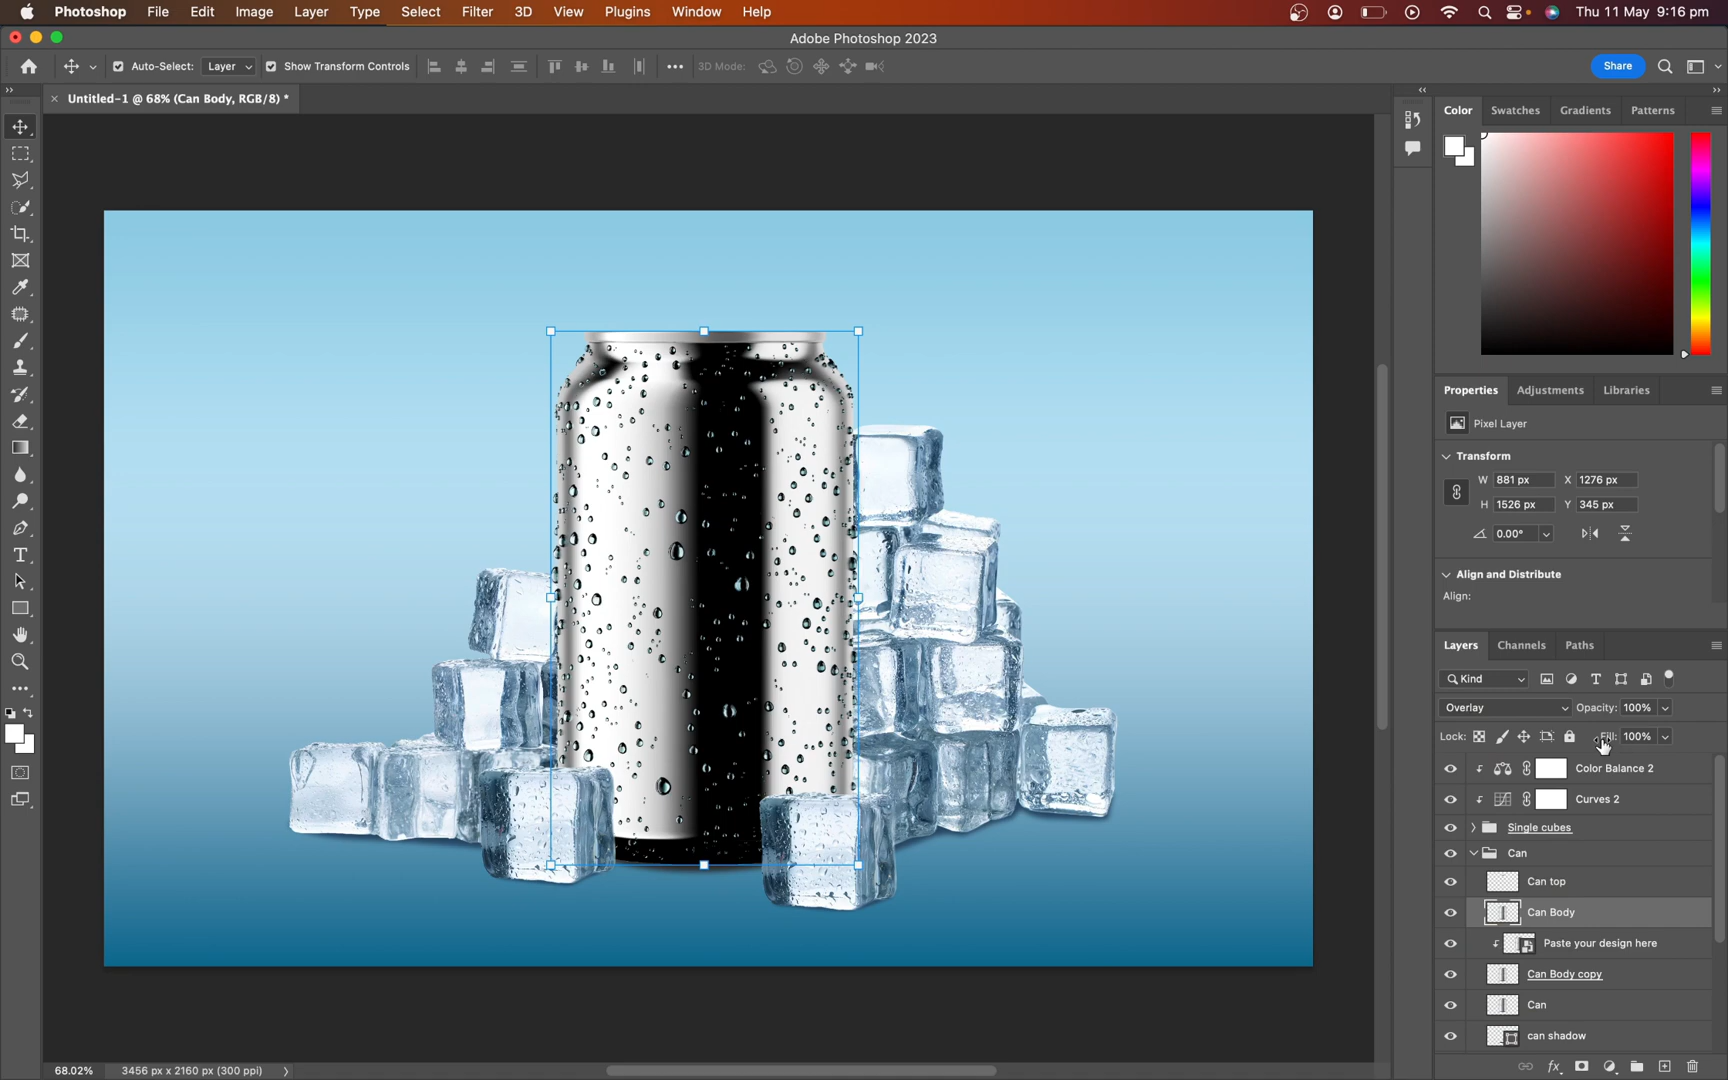 Photoshop File Edit Image Layer Type Select Filter 3D View Plugins Window Help Thu 11 May 9:16 pm
Adobe Photoshop 2023
Auto-Select: Layer Show Transform Controls 3D Mode: Share
Untitled-1 @ 68% (Can Body, RGB/8) *
Color Swatches Gradients Patterns
Properties Adjustments Libraries
Pixel Layer
Transform
W 881 px X 1276 px
H 1526 px Y 345 px
0.00°
Align and Distribute
Align:
Layers Channels Paths
Kind
Overlay Opacity: 100%
Lock: Fill: 100%
Color Balance 2
Curves 2
Single cubes
Can
Can top
Can Body
Paste your design here
Can Body copy
Can
can shadow
68.02% 3456 px x 2160 px (300 ppi)